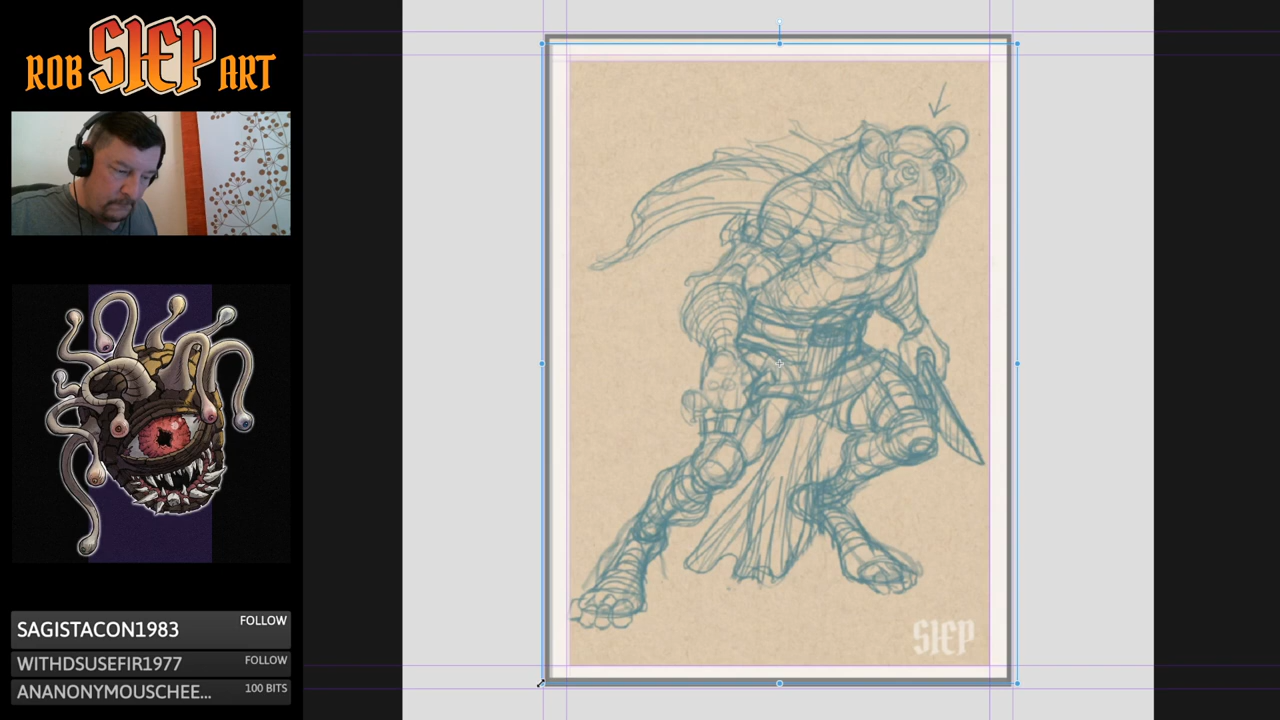 ROB SIEP ART
SAGISTACON1983 FOLLOW
WITHDSUSEFIR1977 FOLLOW
ANANONYMOUSCHEE... 100 BITS
SIEP